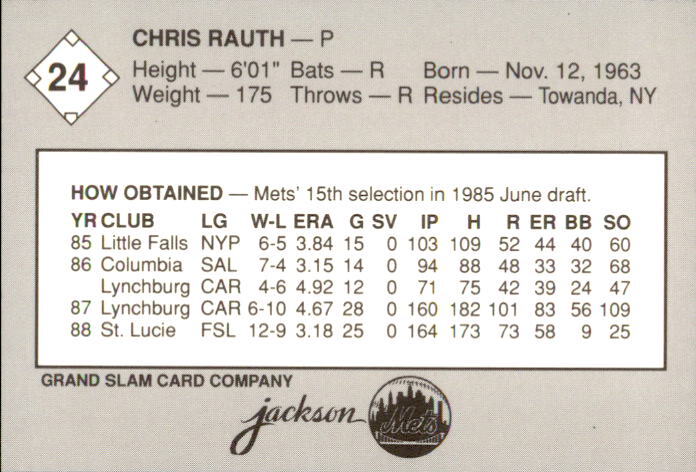 24
CHRIS RAUTH — P
Height — 6'01" Bats — R Born — Nov. 12, 1963
Weight — 175 Throws — R Resides — Towanda, NY
HOW OBTAINED — Mets' 15th selection in 1985 June draft.
YR CLUB LG W-L ERA G SV IP H R ER BB SO
85 Little Falls NYP 6-5 3.84 15 0 103 109 52 44 40 60
86 Columbia SAL 7-4 3.15 14 0 94 88 48 33 32 68
Lynchburg CAR 4-6 4.92 12 0 71 75 42 39 24 47
87 Lynchburg CAR 6-10 4.67 28 0 160 182 101 83 56 109
88 St. Lucie FSL 12-9 3.18 25 0 164 173 73 58 9 25
GRAND SLAM CARD COMPANY
jackson Mets